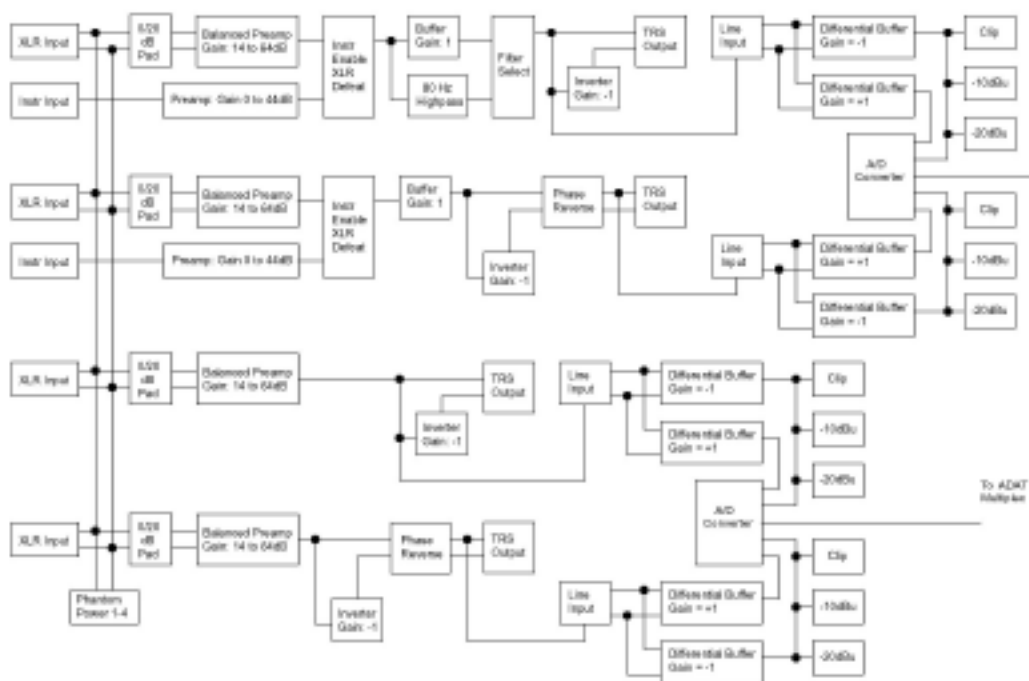 XLR Input
0/20
dB
Pad
Balanced Preamp
Gain: 14 to 64dB
Instr
Enable
XLR
Defeat
Buffer
Gain: 1
80 Hz
Highpass
Filter
Select
Inverter
Gain: -1
TRS
Output
Line
Input
Differential Buffer
Gain = -1
Differential Buffer
Gain = +1
Clip
-10dBu
-20dBu
Instr Input
Preamp: Gain 0 to 44dB
A/D
Converter
XLR Input
0/20
dB
Pad
Balanced Preamp
Gain: 14 to 64dB
Instr
Enable
XLR
Defeat
Buffer
Gain: 1
Inverter
Gain: -1
Phase
Reverse
TRS
Output
Line
Input
Differential Buffer
Gain = +1
Differential Buffer
Gain = -1
Clip
-10dBu
-20dBu
Instr Input
Preamp: Gain 0 to 44dB
XLR Input
0/20
dB
Pad
Balanced Preamp
Gain: 14 to 64dB
Inverter
Gain: -1
TRS
Output
Line
Input
Differential Buffer
Gain = -1
Differential Buffer
Gain = +1
Clip
-10dBu
-20dBu
A/D
Converter
To ADAT
Multiplex
XLR Input
0/20
dB
Pad
Balanced Preamp
Gain: 14 to 64dB
Inverter
Gain: -1
Phase
Reverse
TRS
Output
Line
Input
Differential Buffer
Gain = +1
Differential Buffer
Gain = -1
Clip
-10dBu
-20dBu
Phantom
Power 1-4